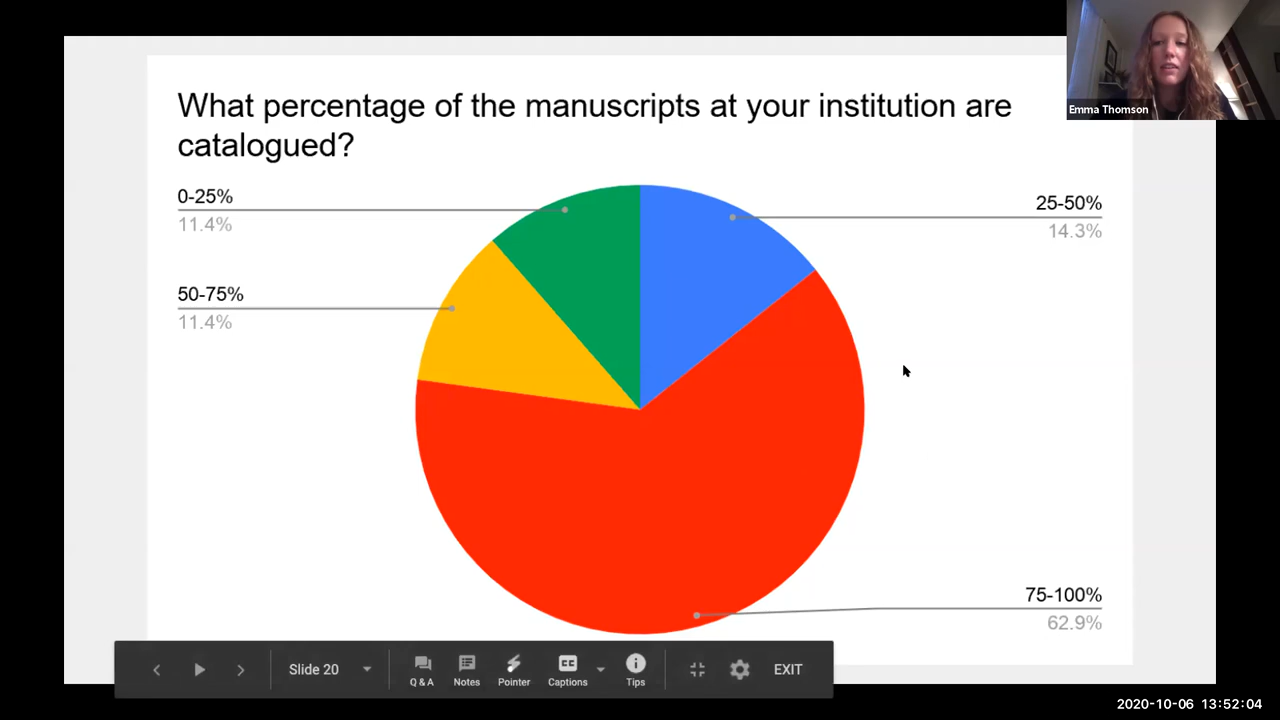 What percentage of the manuscripts at your institution are
catalogued?
0-25%
11.4%
25-50%
14.3%
50-75%
11.4%
75-100%
62.9%
Emma Thomson
Slide 20
Q & A
Notes
Pointer
CC
Captions
Tips
EXIT
2020-10-06 13:52:04